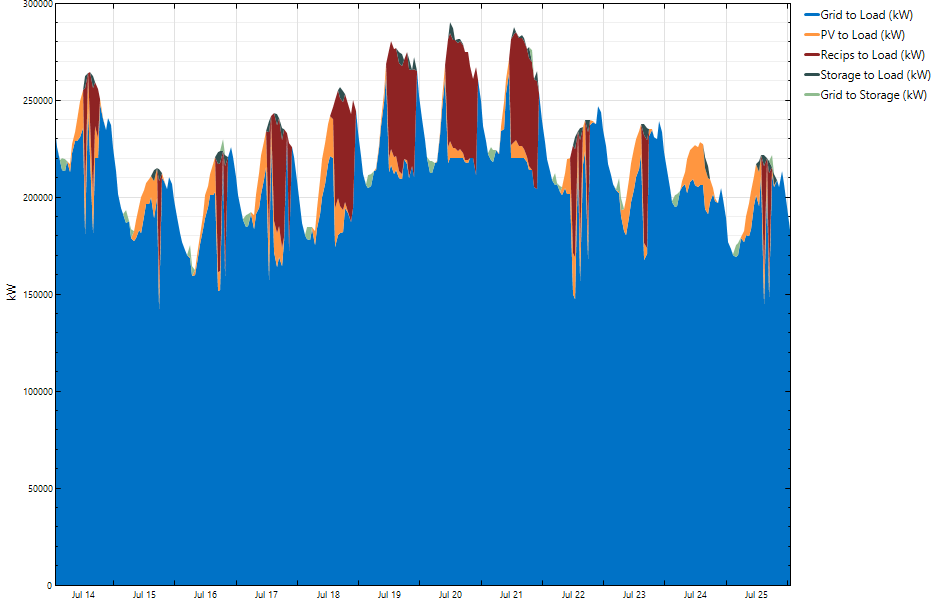 300000
250000
200000
150000
100000
50000
0
kW
Jul 14 Jul 15 Jul 16 Jul 17 Jul 18 Jul 19 Jul 20 Jul 21 Jul 22 Jul 23 Jul 24 Jul 25
Grid to Load (kW)
PV to Load (kW)
Recips to Load (kW)
Storage to Load (kW)
Grid to Storage (kW)